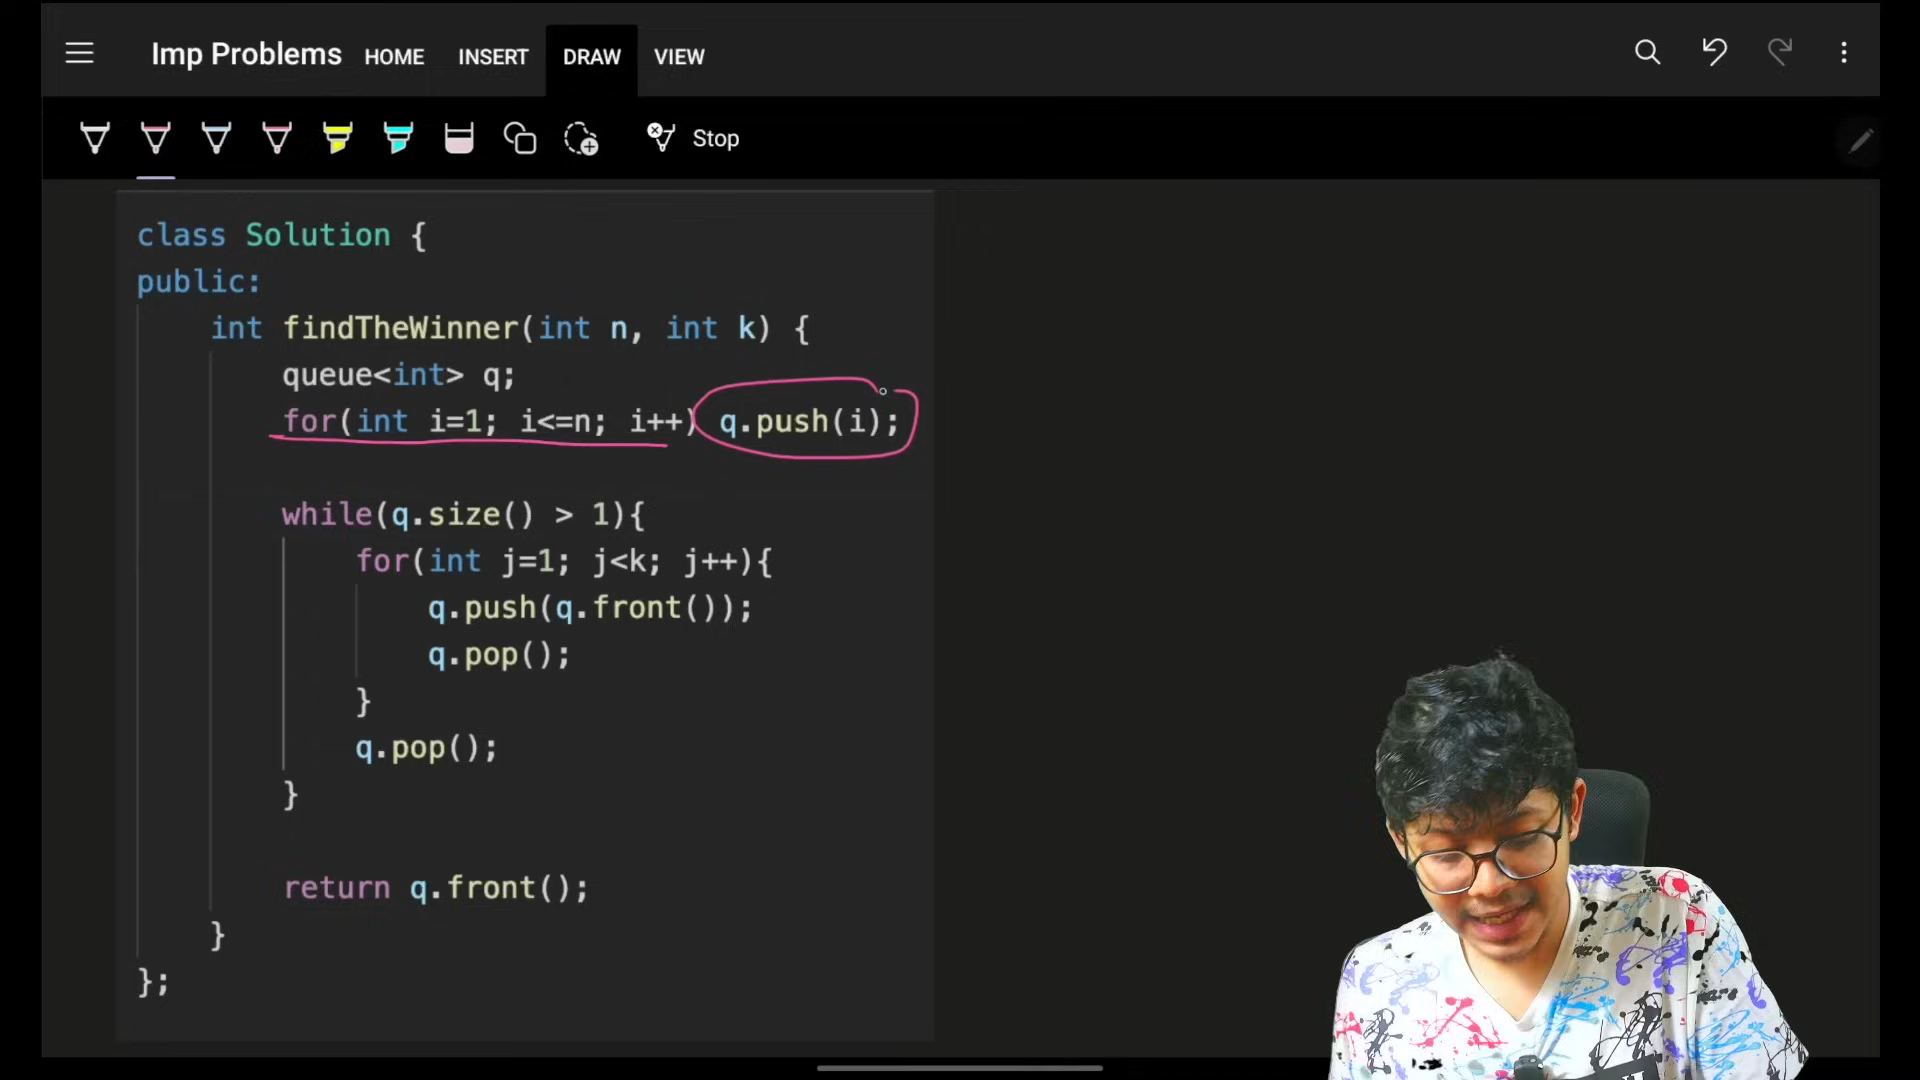 Imp Problems HOME INSERT DRAW VIEW
Stop
class Solution {
public:
int findTheWinner(int n, int k) {
queue<int> q;
for(int i=1; i<=n; i++) q.push(i);
while(q.size() > 1){
for(int j=1; j<k; j++){
q.push(q.front());
q.pop();
}
q.pop();
}
return q.front();
}
};